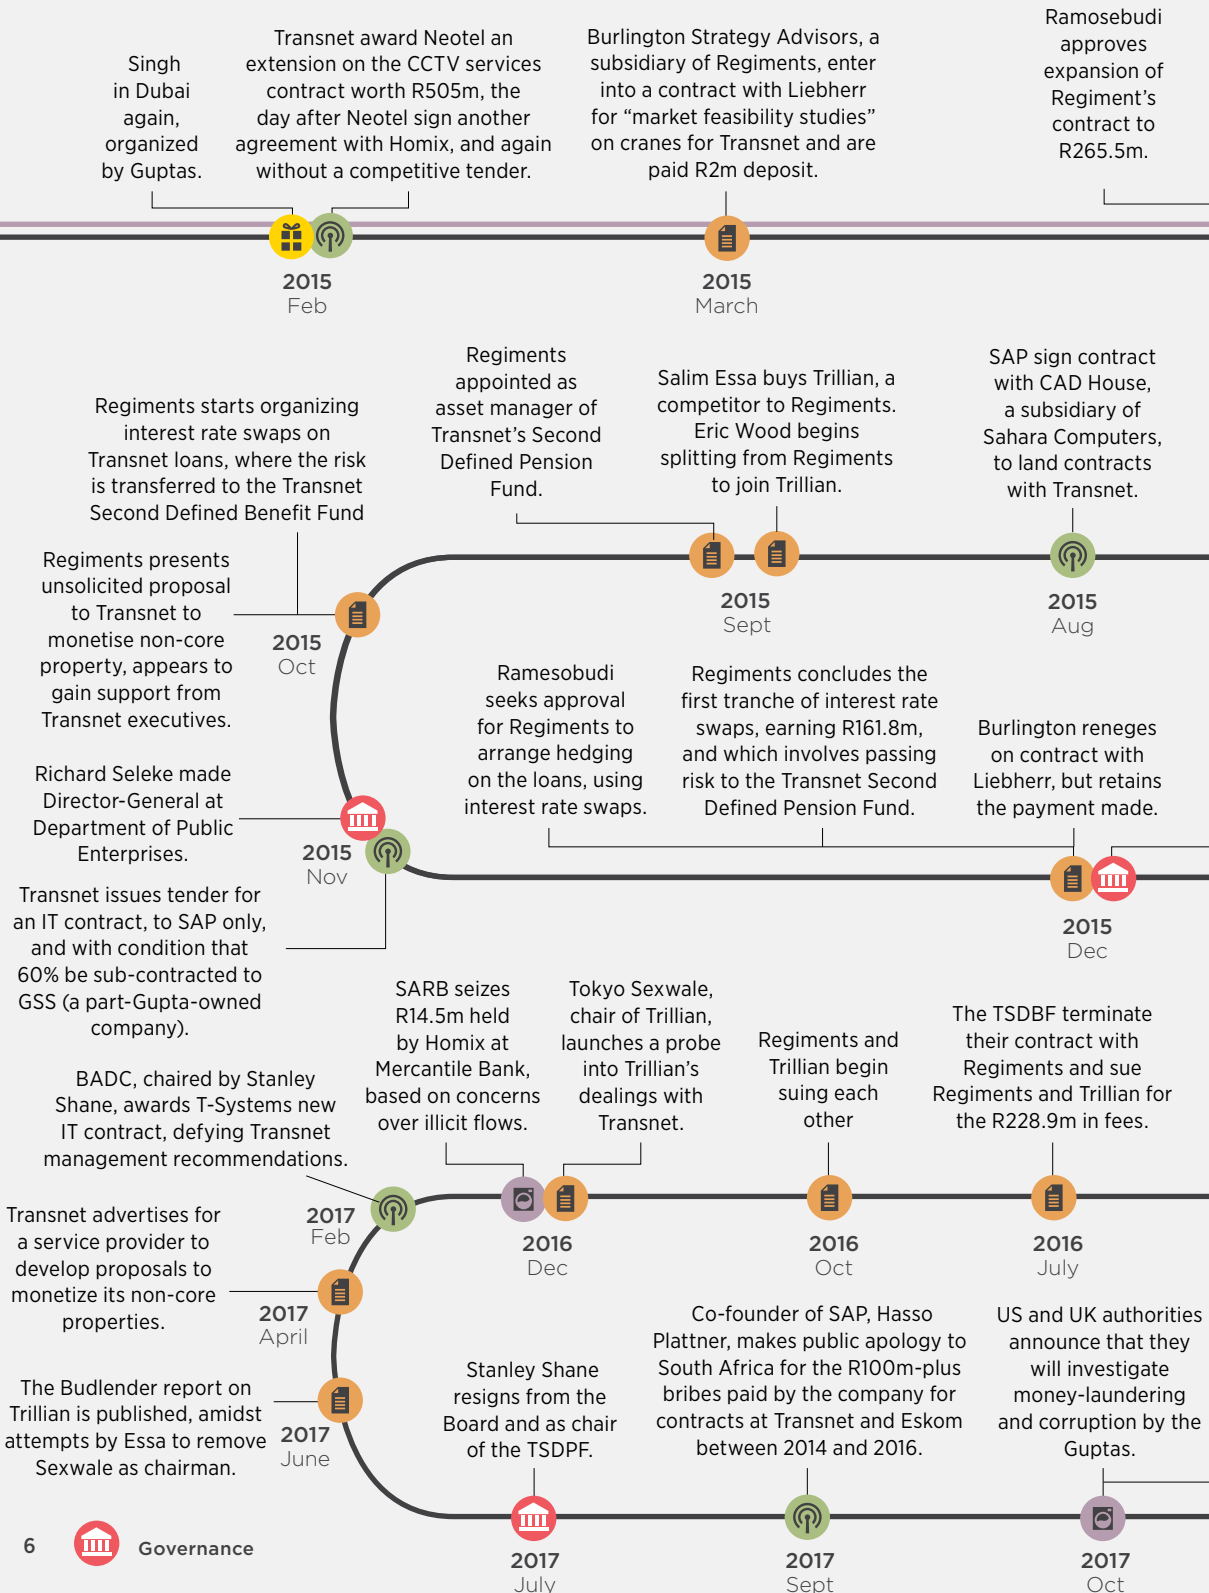 Singh
in Dubai
again,
organized
by Guptas.
Transnet award Neotel an
extension on the CCTV services
contract worth R505m, the
day after Neotel sign another
agreement with Homix, and again
without a competitive tender.
Burlington Strategy Advisors, a
subsidiary of Regiments, enter
into a contract with Liebherr
for “market feasibility studies”
on cranes for Transnet and are
paid R2m deposit.
Ramosebudi
approves
expansion of
Regiment’s
contract to
R265.5m.
2015
Feb
2015
March
Regiments starts organizing
interest rate swaps on
Transnet loans, where the risk
is transferred to the Transnet
Second Defined Benefit Fund
Regiments
appointed as
asset manager of
Transnet’s Second
Defined Pension
Fund.
Salim Essa buys Trillian, a
competitor to Regiments.
Eric Wood begins
splitting from Regiments
to join Trillian.
SAP sign contract
with CAD House,
a subsidiary of
Sahara Computers,
to land contracts
with Transnet.
Regiments presents
unsolicited proposal
to Transnet to
monetise non-core
property, appears to
gain support from
Transnet executives.
2015
Oct
2015
Sept
2015
Aug
Richard Seleke made
Director-General at
Department of Public
Enterprises.
2015
Nov
Ramesobudi
seeks approval
for Regiments to
arrange hedging
on the loans, using
interest rate swaps.
Regiments concludes the
first tranche of interest rate
swaps, earning R161.8m,
and which involves passing
risk to the Transnet Second
Defined Pension Fund.
Burlington reneges
on contract with
Liebherr, but retains
the payment made.
2015
Dec
Transnet issues tender for
an IT contract, to SAP only,
and with condition that
60% be sub-contracted to
GSS (a part-Gupta-owned
company).
BADC, chaired by Stanley
Shane, awards T-Systems new
IT contract, defying Transnet
management recommendations.
SARB seizes
R14.5m held
by Homix at
Mercantile Bank,
based on concerns
over illicit flows.
Tokyo Sexwale,
chair of Trillian,
launches a probe
into Trillian’s
dealings with
Transnet.
Regiments and
Trillian begin
suing each
other
The TSDBF terminate
their contract with
Regiments and sue
Regiments and Trillian for
the R228.9m in fees.
2017
Feb
2016
Dec
2016
Oct
2016
July
Transnet advertises for
a service provider to
develop proposals to
monetize its non-core
properties.
2017
April
The Budlender report on
Trillian is published, amidst
attempts by Essa to remove
Sexwale as chairman.
2017
June
Stanley Shane
resigns from the
Board and as chair
of the TSDPF.
Co-founder of SAP, Hasso
Plattner, makes public apology to
South Africa for the R100m-plus
bribes paid by the company for
contracts at Transnet and Eskom
between 2014 and 2016.
US and UK authorities
announce that they
will investigate
money-laundering
and corruption by the
Guptas.
2017
July
2017
Sept
2017
Oct
6
Governance